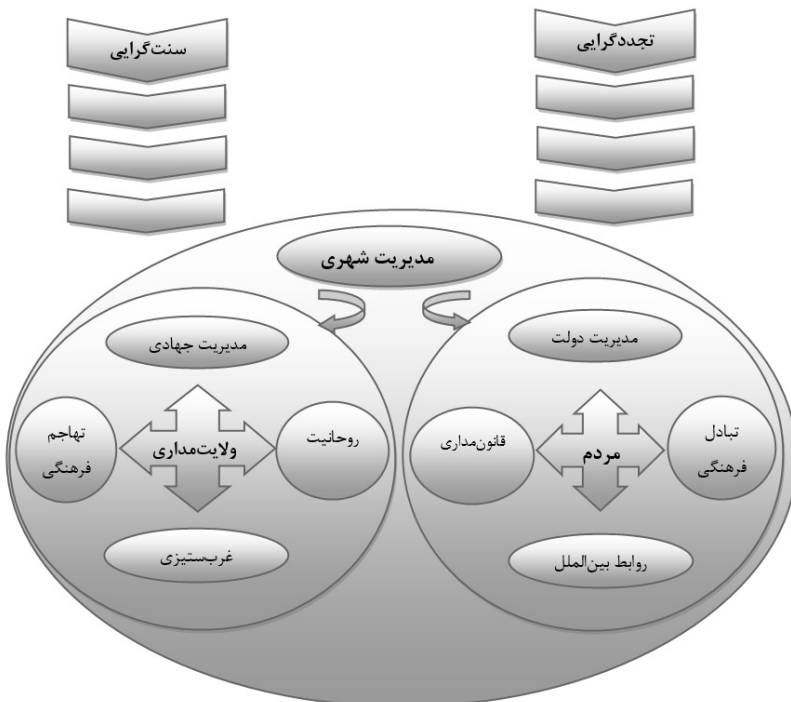 تجددگرایی
سنت‌گرایی
مدیریت شهری
مدیریت دولت
قانون‌مداری
مردم
تبادل
فرهنگی
روابط بین‌الملل
مدیریت جهادی
روحانیت
ولایت‌مداری
تهاجم
فرهنگی
غرب‌ستیزی